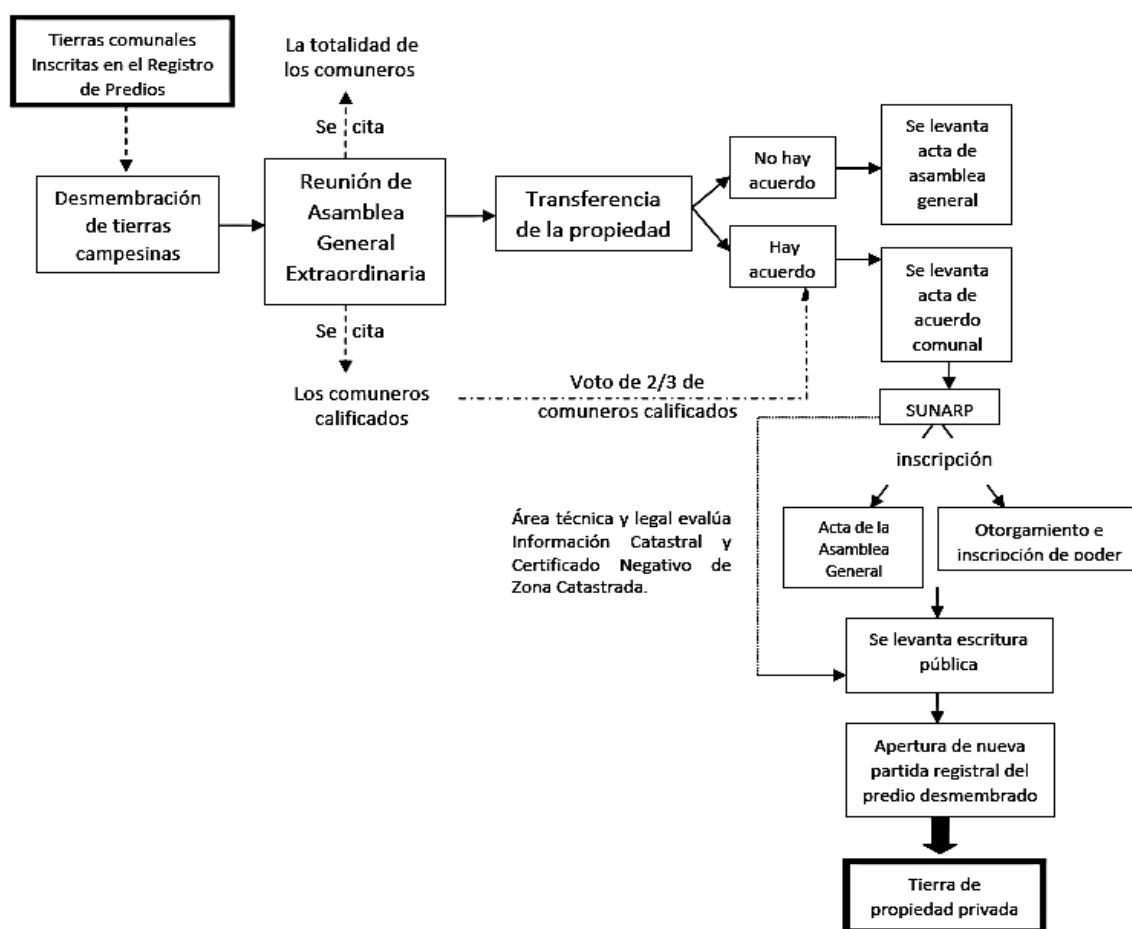 Tierras comunales
Inscritas en el Registro
de Predios
La totalidad de
los comuneros
Se cita
Desmembración
de tierras
campesinas
Reunión de
Asamblea
General
Extraordinaria
Transferencia
de la propiedad
No hay
acuerdo
Se levanta
acta de
asamblea
general
Hay
acuerdo
Se levanta
acta de
acuerdo
comunal
Se cita
Los comuneros
calificados
Voto de 2/3 de
comuneros calificados
SUNARP
inscripción
Área técnica y legal evalúa
Información Catastral y
Certificado Negativo de
Zona Catastrada.
Acta de la
Asamblea
General
Otorgamiento e
inscripción de poder
Se levanta escritura
pública
Apertura de nueva
partida registral del
predio desmembrado
Tierra de
propiedad privada